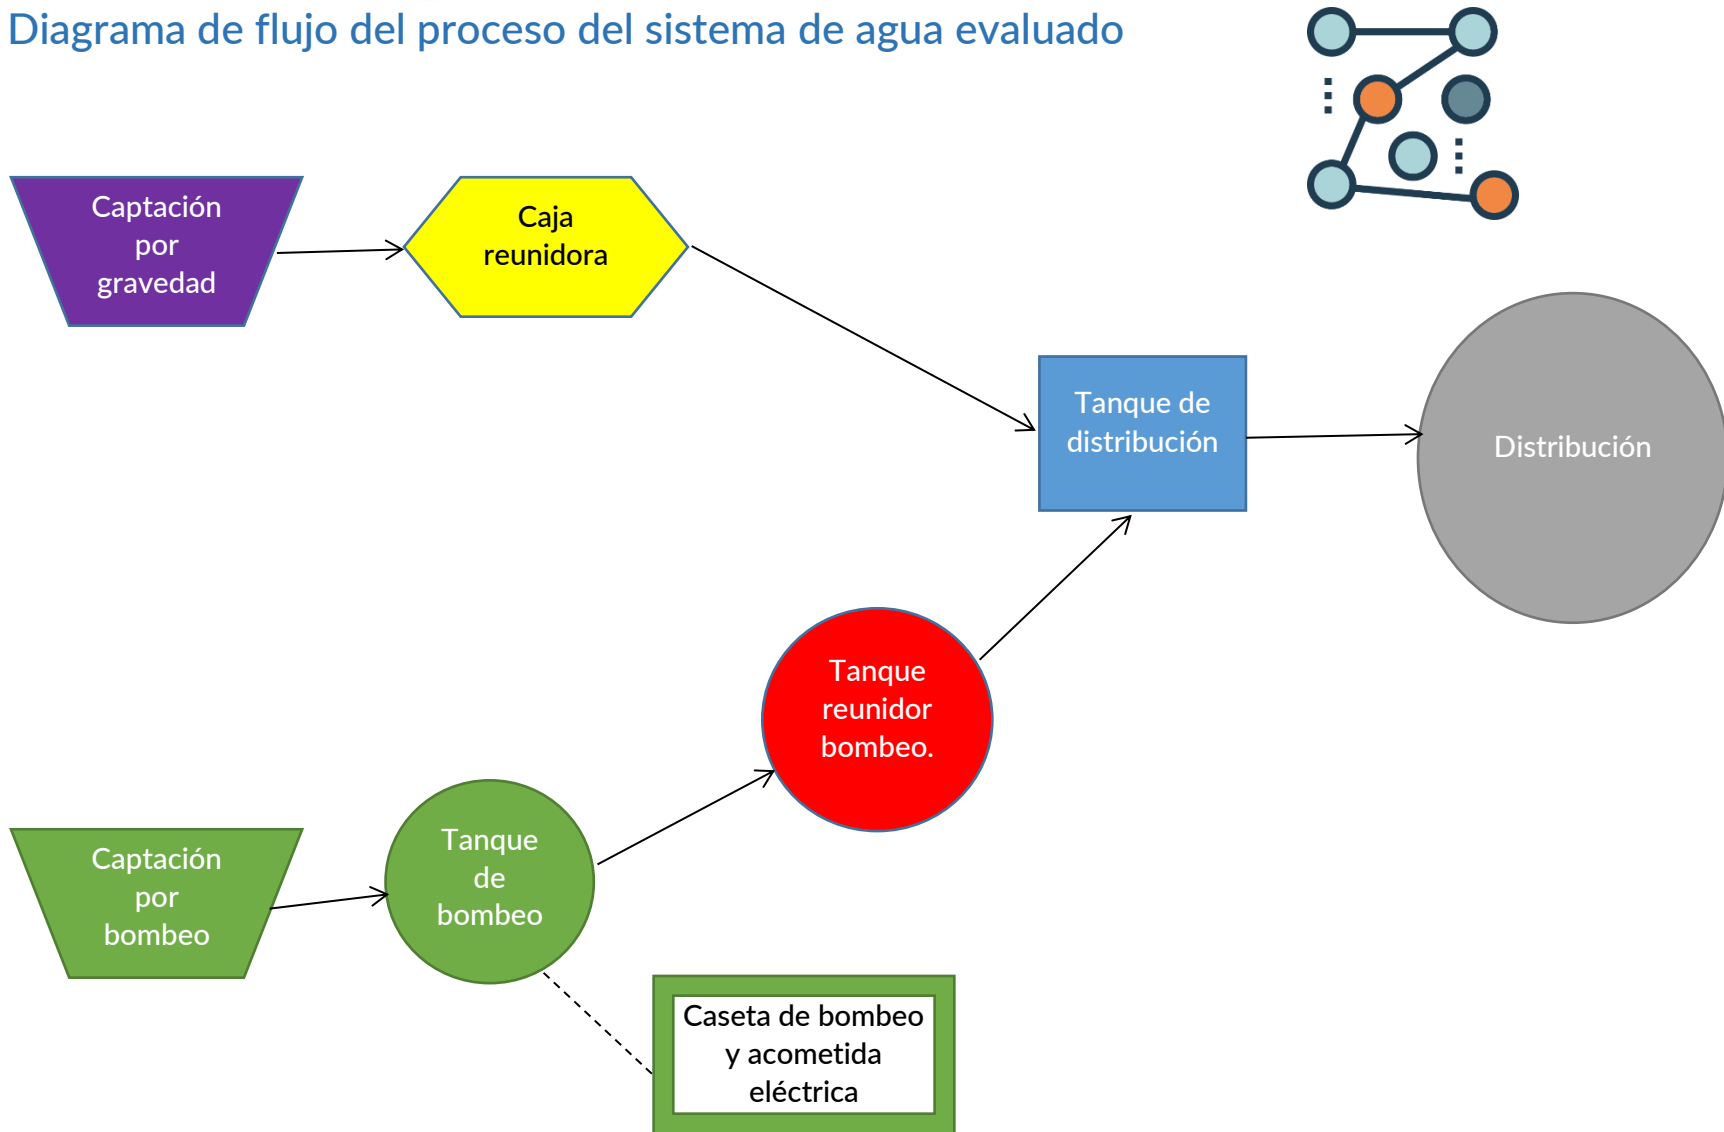 Diagrama de flujo del proceso del sistema de agua evaluado
Captación
por
gravedad
Caja
reunidora
Tanque de
distribución
Distribución
Tanque
reunidor
bombeo.
Captación
por
bombeo
Tanque
de
bombeo
Caseta de bombeo
y acometida
eléctrica